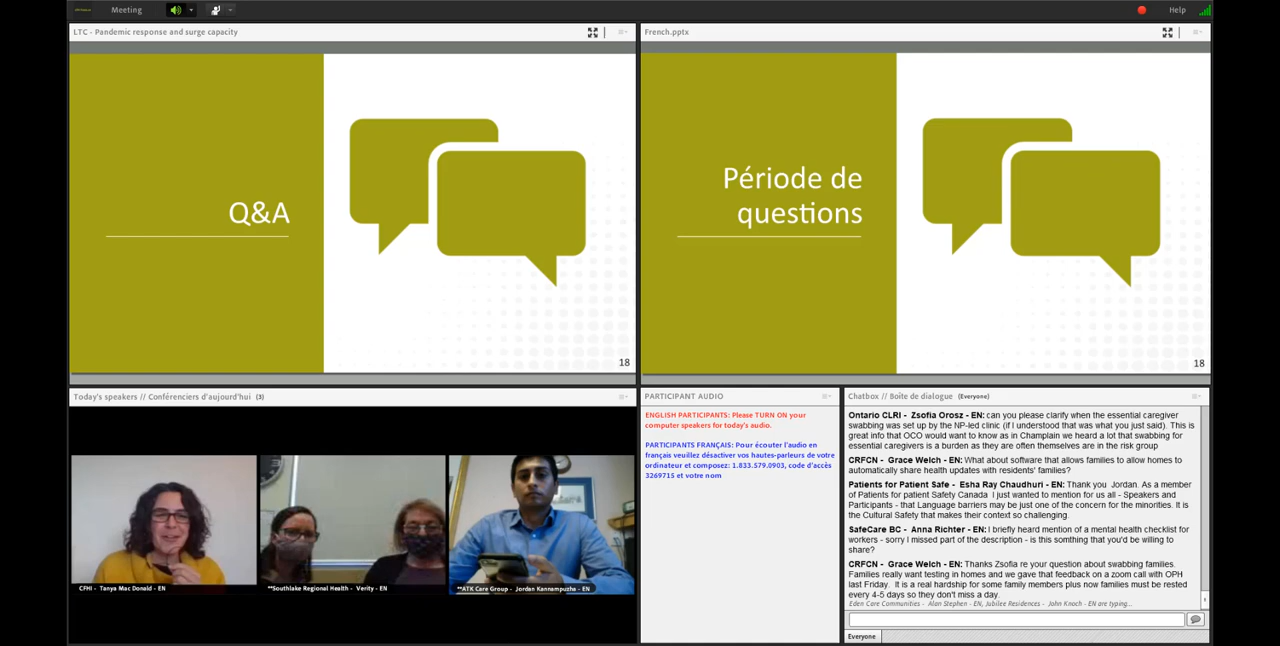 Meeting
Help
LTC - Pandemic response and surge capacity
Q&A
18
French.pptx
Période de
questions
18
Today's speakers // Conférenciers d'aujourd'hui (3)
CFHI - Tanya Mac Donald - EN
**Southlake Regional Health - Verity - EN
**ATK Care Group - Jordan Kannampuzha - EN
PARTICIPANT AUDIO
ENGLISH PARTICIPANTS: Please TURN ON your
computer speakers for today's audio.
PARTICIPANTS FRANÇAIS: Pour écouter l'audio en
français veuillez désactiver vos hautes-parleurs de votre
ordinateur et composez: 1.833.579.0903, code d'accès
3269715 et votre nom
Chatbox // Boîte de dialogue (Everyone)
Ontario CLRI - Zsofia Orosz - EN: can you please clarify when the essential caregiver
swabbing was set up by the NP-led clinic (if I understood that was what you just said). This is
great info that OCO would want to know as in Champlain we heard a lot that swabbing for
essential caregivers is a burden as they are often themselves are in the risk
group
CRFCN - Grace Welch - EN: What about software that allows families to allow homes to
automatically share health updates with residents' families?
Patients for Patient Safe - Esha Ray Chaudhuri - EN: Thank you Jordan. As a member
of Patients for patient Safety Canada I just wanted to mention for us all - Speakers and
Participants - that Language barriers may be just one of the concern for the minorities. It is
the Cultural Safety that makes their context so challenging.
SafeCare BC - Anna Richter - EN: I briefly heard mention of a mental health checklist for
workers - sorry I missed part of the description - is this somthing that you'd be willing to
share?
CRFCN - Grace Welch - EN: Thanks Zsofia re your question about swabbing families.
Families really want testing in homes and we gave that feedback on a zoom call with OPH
last Friday. It is a real hardship for some family members plus now families must be rested
every 4-5 days so they don't miss a day.
Eden Care Communities - Alan Stephen - EN, Jubilee Residences - John Knoch - EN are typing...
Everyone